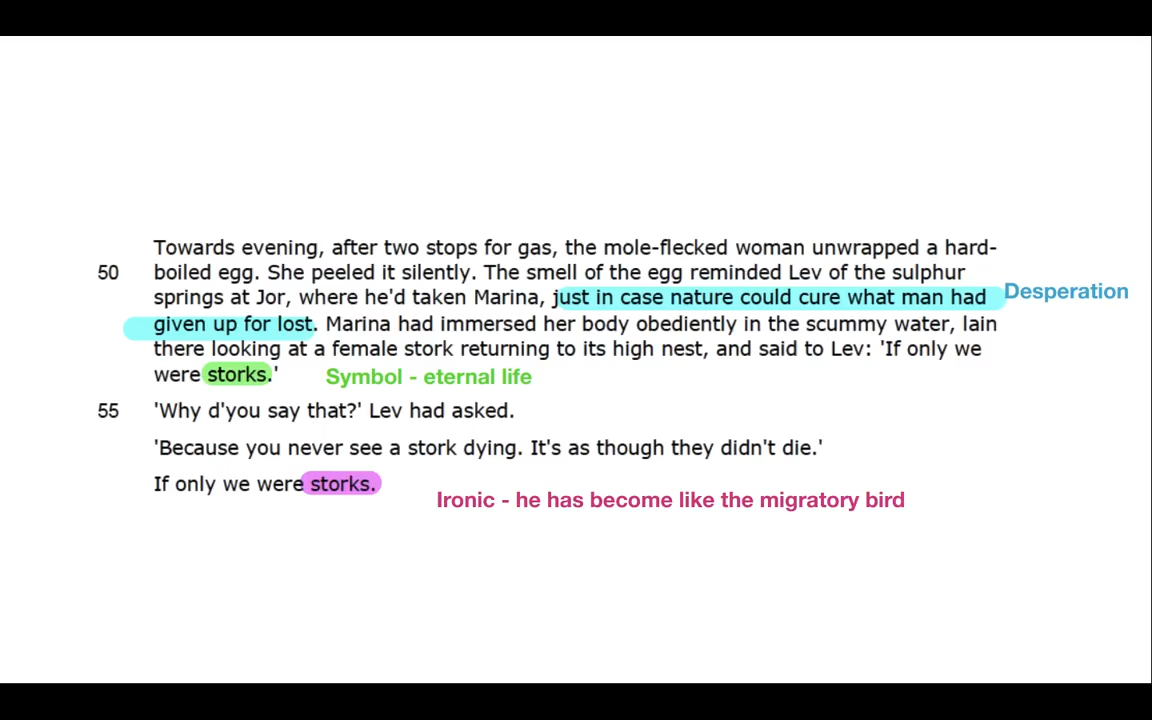 Towards evening, after two stops for gas, the mole-flecked woman unwrapped a hard-
50 boiled egg. She peeled it silently. The smell of the egg reminded Lev of the sulphur
springs at Jor, where he'd taken Marina, just in case nature could cure what man had Desperation
given up for lost. Marina had immersed her body obediently in the scummy water, lain
there looking at a female stork returning to its high nest, and said to Lev: 'If only we
were storks.' Symbol - eternal life
55 'Why d'you say that?' Lev had asked.
'Because you never see a stork dying. It's as though they didn't die.'
If only we were storks.
Ironic - he has become like the migratory bird